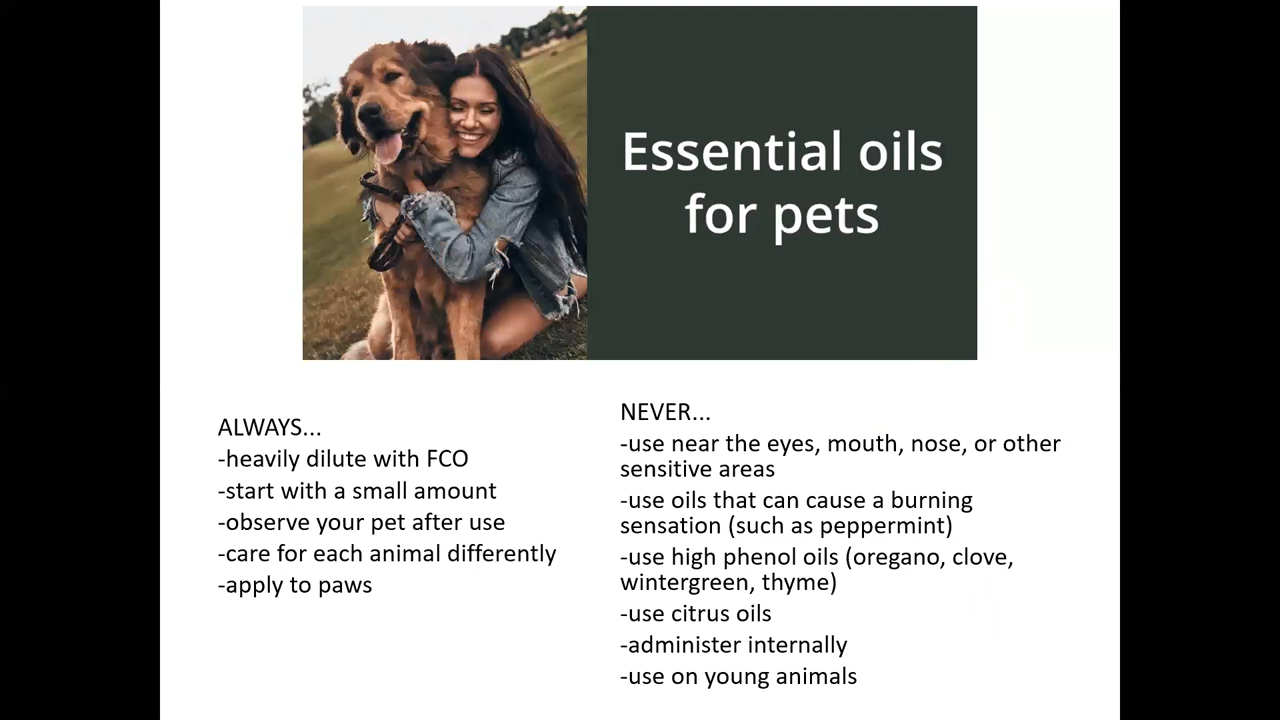 Essential oils
for pets
ALWAYS...
-heavily dilute with FCO
-start with a small amount
-observe your pet after use
-care for each animal differently
-apply to paws
NEVER...
-use near the eyes, mouth, nose, or other
sensitive areas
-use oils that can cause a burning
sensation (such as peppermint)
-use high phenol oils (oregano, clove,
wintergreen, thyme)
-use citrus oils
-administer internally
-use on young animals